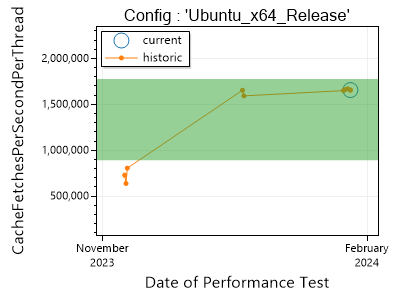 Config : 'Ubuntu_x64_Release'
CacheFetchesPerSecondPerThread
current
historic
2,000,000
1,500,000
1,000,000
500,000
November
2023
February
2024
Date of Performance Test